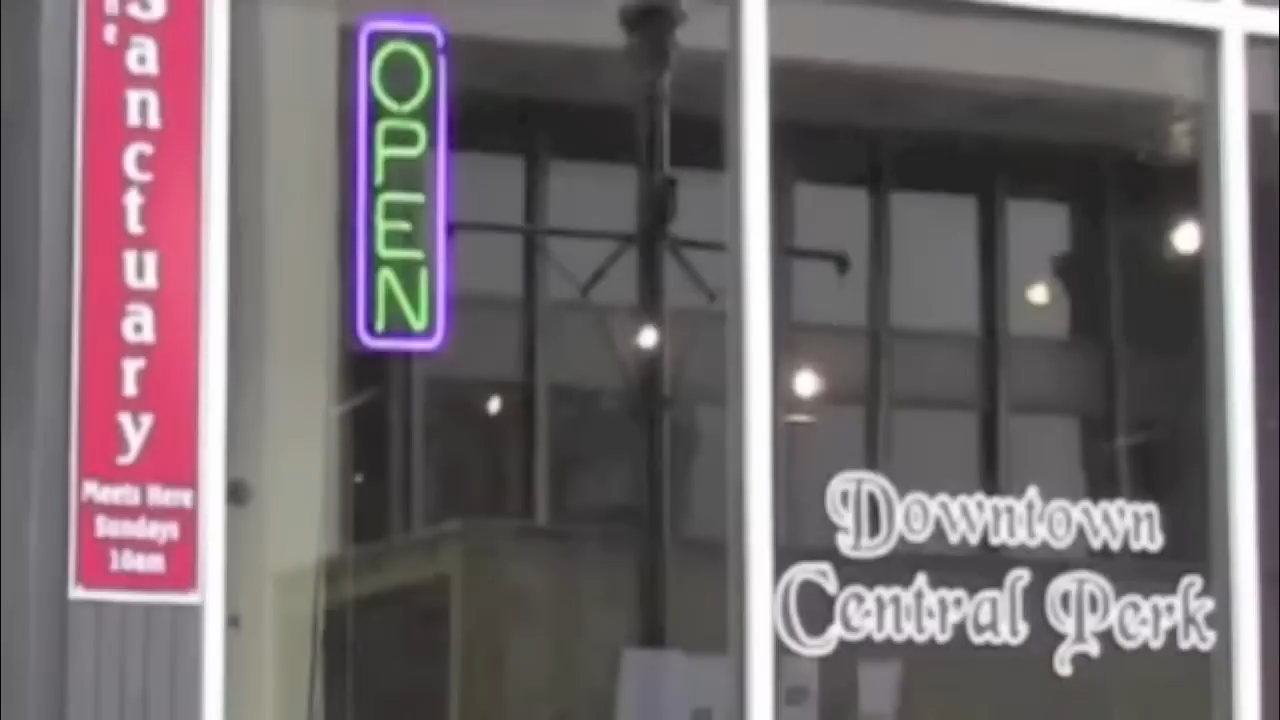 Sanctuary
Meets Here
Sundays
10am
OPEN
Downtown
Central Perk